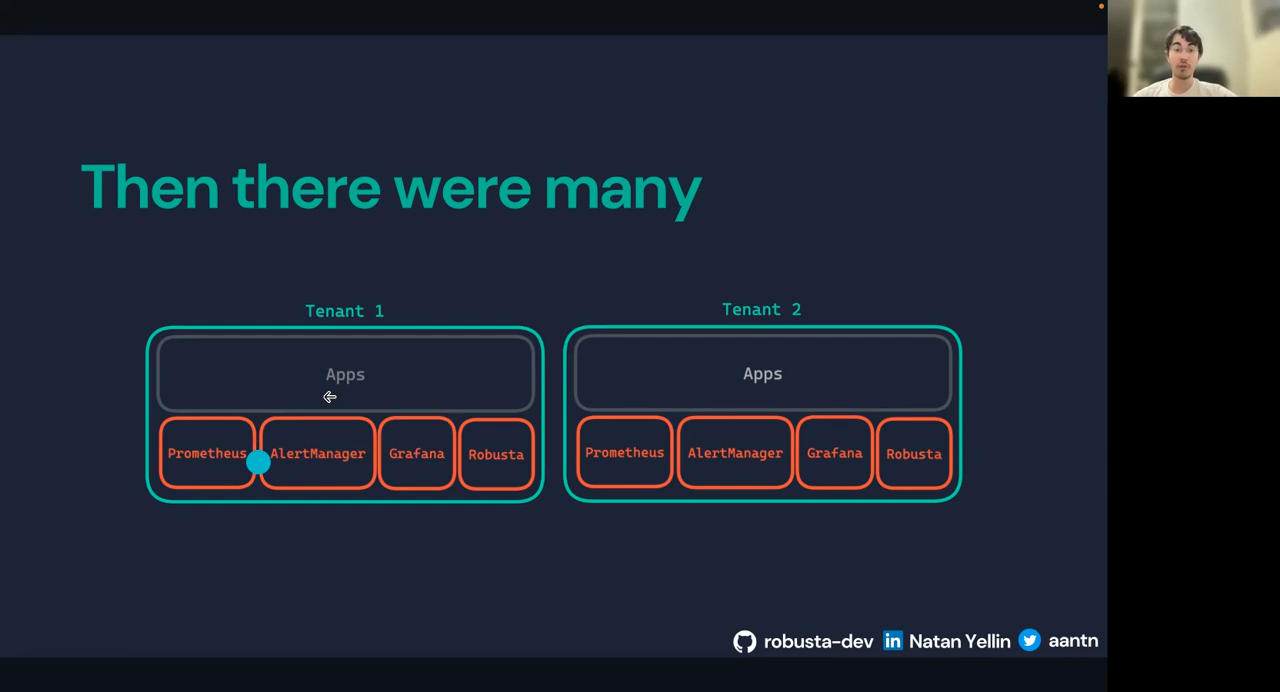 Then there were many
Tenant 1
Apps
Prometheus
AlertManager
Grafana
Robusta
Tenant 2
Apps
Prometheus
AlertManager
Grafana
Robusta
robusta-dev in Natan Yellin aantn